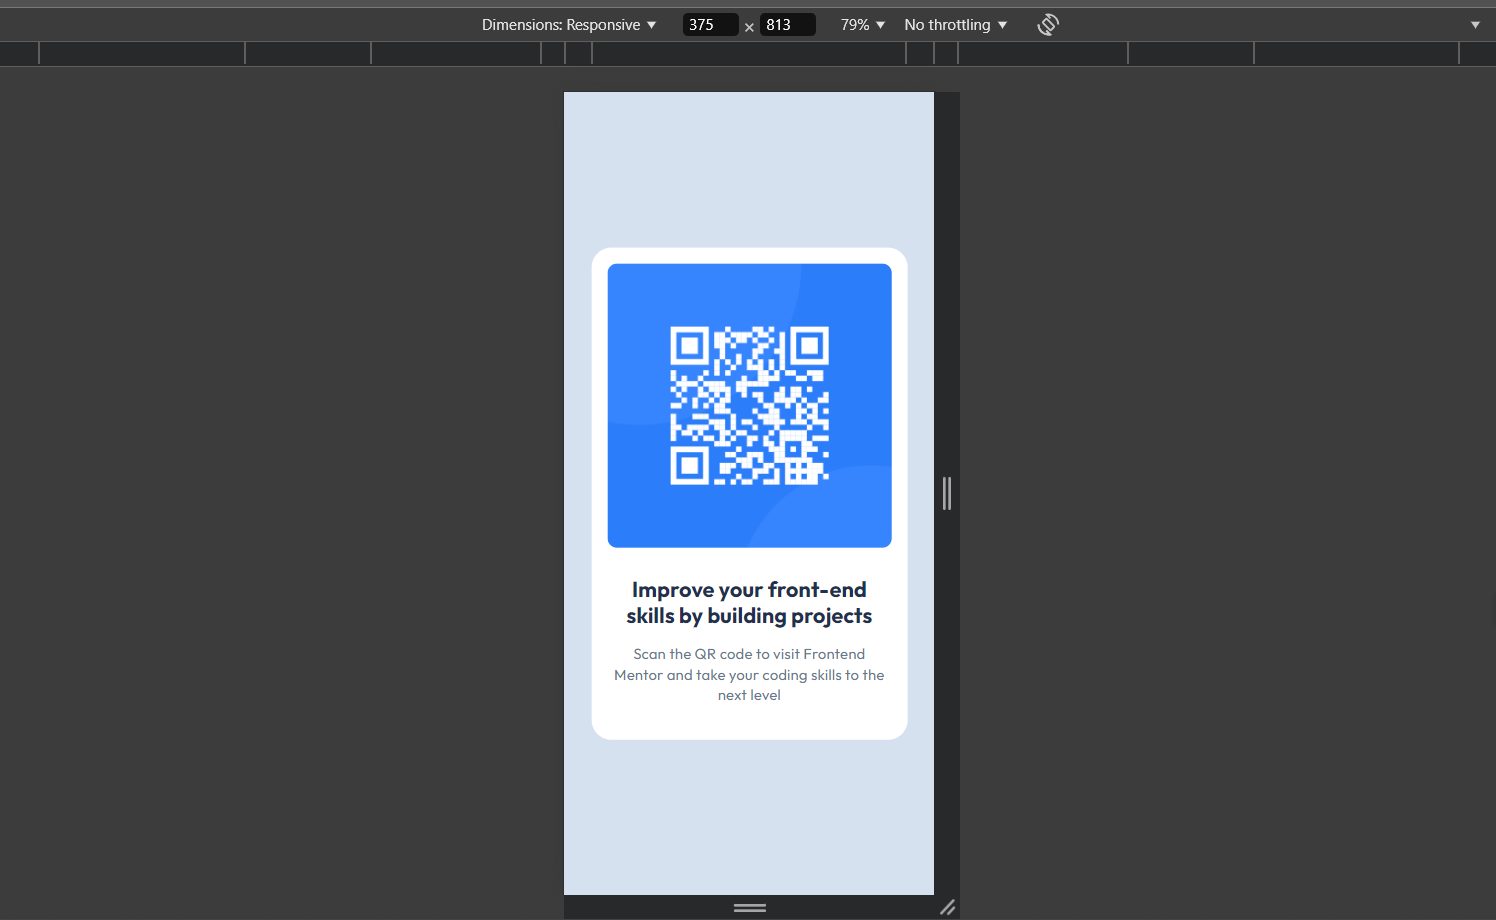 Dimensions: Responsive 375 × 813 79% No throttling
Improve your front-end
skills by building projects
Scan the QR code to visit Frontend
Mentor and take your coding skills to the
next level